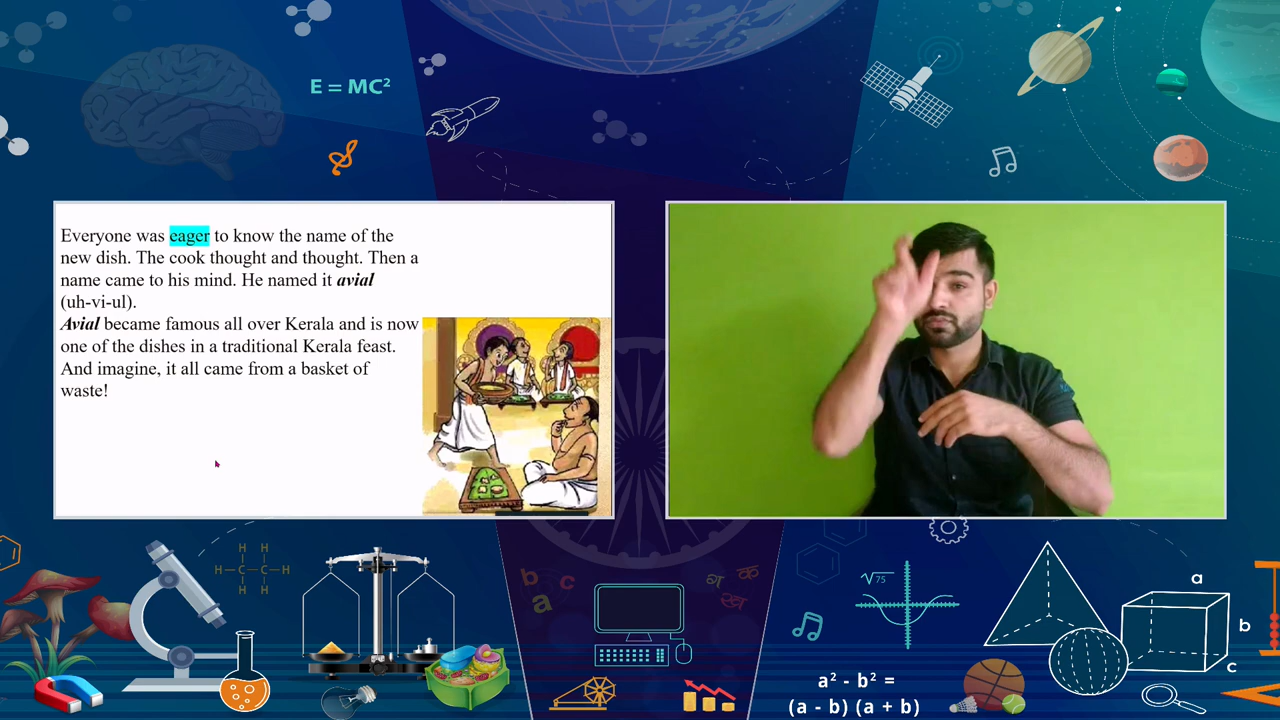 E = MC²
Everyone was eager to know the name of the
new dish. The cook thought and thought. Then a
name came to his mind. He named it avial
(uh-vi-ul).
Avial became famous all over Kerala and is now
one of the dishes in a traditional Kerala feast.
And imagine, it all came from a basket of
waste!
H H
H C C H
H H
b c
a
ग क
ख
√75
a
b
c
a² - b² =
(a - b) (a + b)